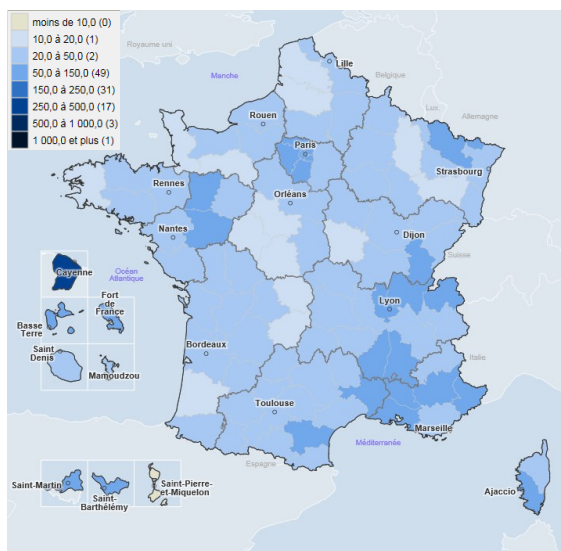 moins de 10,0 (0)
10,0 à 20,0 (1)
20,0 à 50,0 (2)
50,0 à 150,0 (49)
150,0 à 250,0 (31)
250,0 à 500,0 (17)
500,0 à 1 000,0 (3)
1 000,0 et plus (1)
Royaume uni
Manche
Lille
Belgique
Lux.
Allemagne
Rouen
Paris
Strasbourg
Rennes
Orléans
Nantes
Dijon
Suisse
Cayenne
Océan
Atlantique
Fort
de
France
Basse
Terre
Lyon
Saint
Denis
Mamoudzou
Bordeaux
Italie
Toulouse
Marseille
Méditerranée
Espagne
Saint-Martin
Saint-
Barthélémy
Saint-Pierre
et-Miquelon
Ajaccio